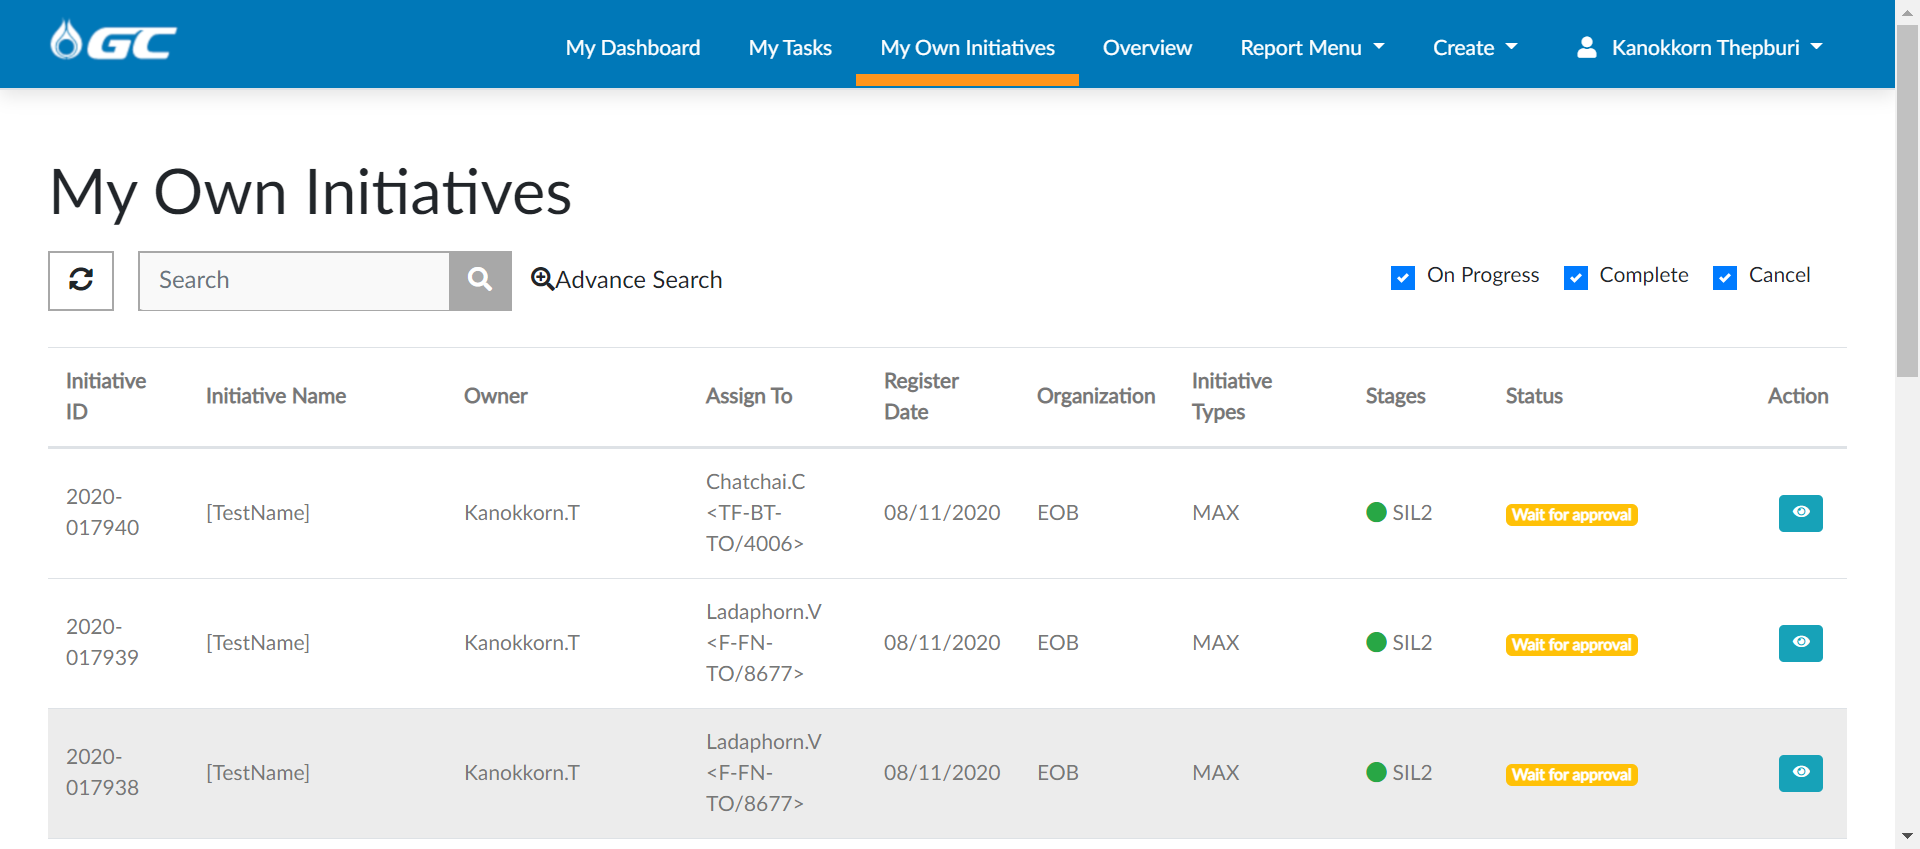 GC
My Dashboard My Tasks My Own Initiatives Overview Report Menu Create Kanokkorn Thepburi
My Own Initiatives
Search Advance Search On Progress Complete Cancel
Initiative ID Initiative Name Owner Assign To Register Date Organization Initiative Types Stages Status Action
2020-017940 [TestName] Kanokkorn.T Chatchai.C <TF-BT-TO/4006> 08/11/2020 EOB MAX SIL2 Wait for approval
2020-017939 [TestName] Kanokkorn.T Ladaphorn.V <F-FN-TO/8677> 08/11/2020 EOB MAX SIL2 Wait for approval
2020-017938 [TestName] Kanokkorn.T Ladaphorn.V <F-FN-TO/8677> 08/11/2020 EOB MAX SIL2 Wait for approval